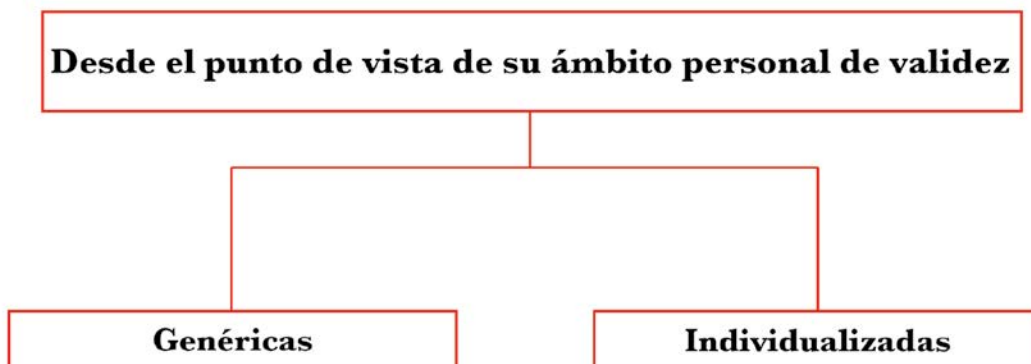 Desde el punto de vista de su ámbito personal de validez
Genéricas
Individualizadas